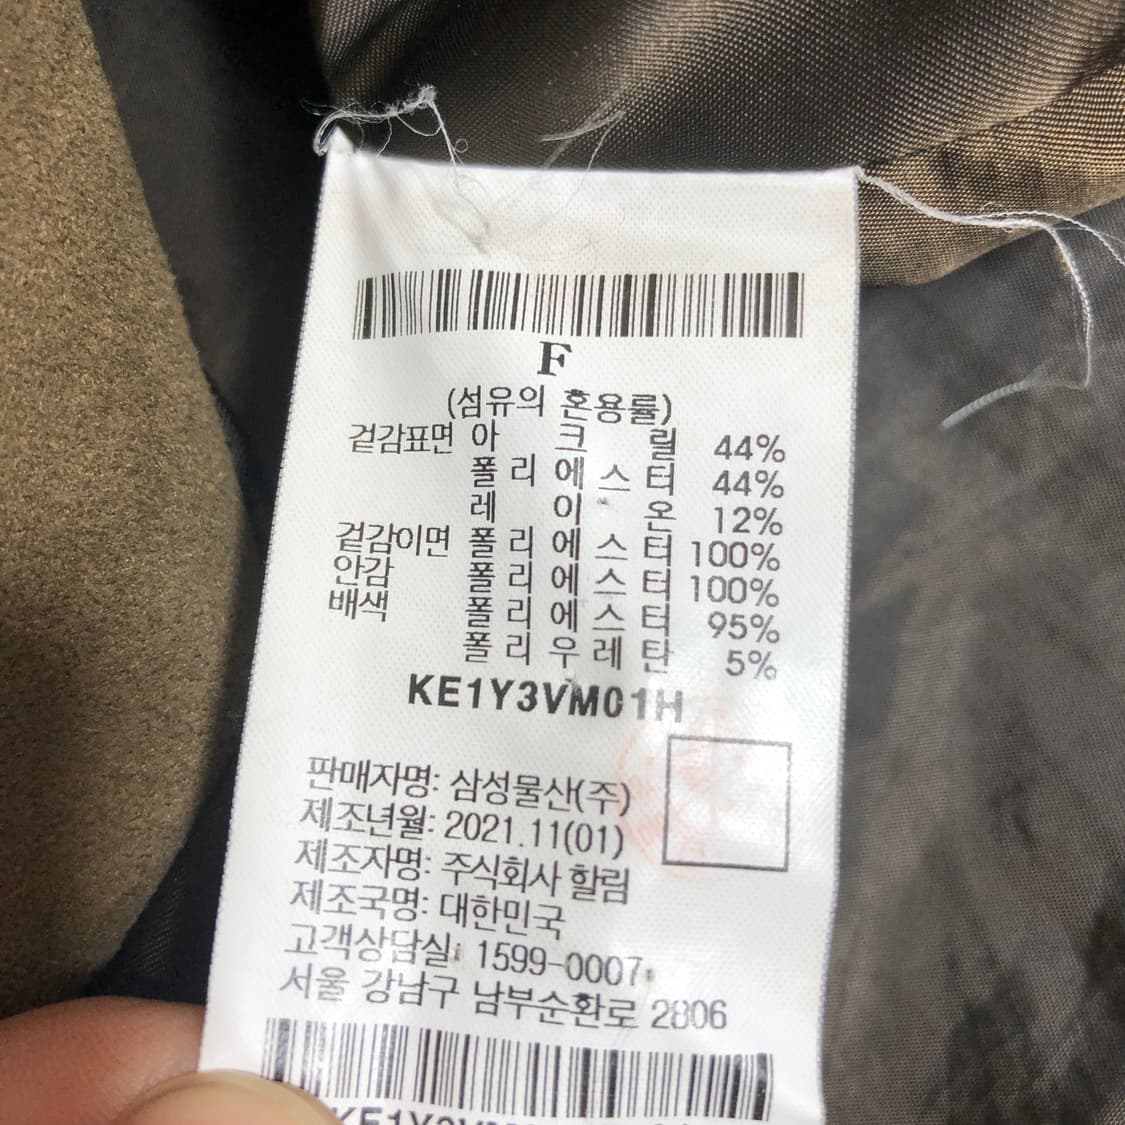 F
(섬유의 혼용률)
겉감표면 아 크 릴 44%
폴 리 에 스 터 44%
레 이 온 12%
겉감이면 폴 리 에 스 터 100%
안감 폴 리 에 스 터 100%
배색 폴 리 에 스 터 95%
폴 리 우 레 탄 5%
KE1Y3VM01H
판매자명: 삼성물산(주)
제조년월: 2021.11(01)
제조자명: 주식회사 할림
제조국명: 대한민국
고객상담실: 1599-0007
서울 강남구 남부순환로 2806